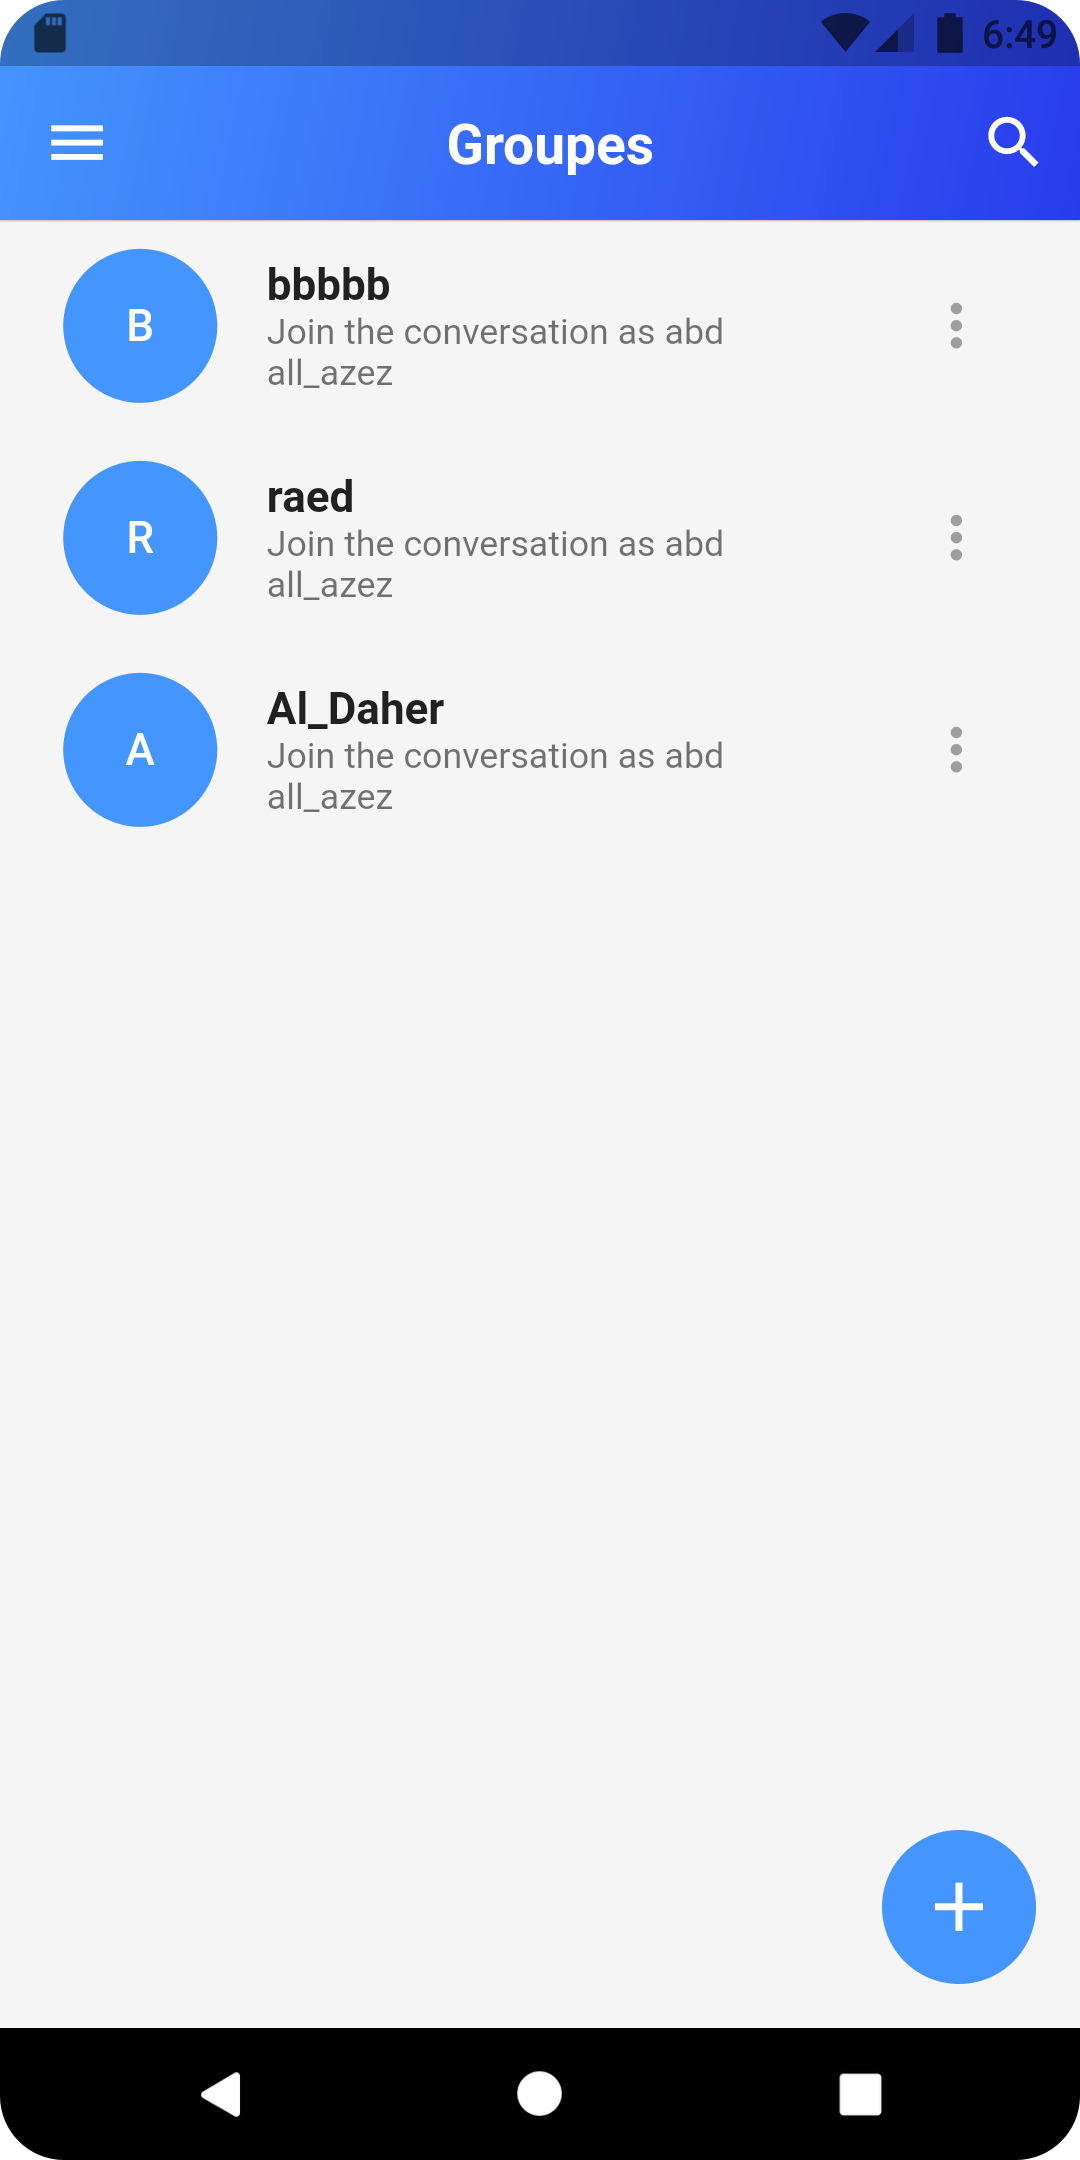 6:49
Groupes
B
bbbbb
Join the conversation as abd
all_azez
R
raed
Join the conversation as abd
all_azez
A
Al_Daher
Join the conversation as abd
all_azez